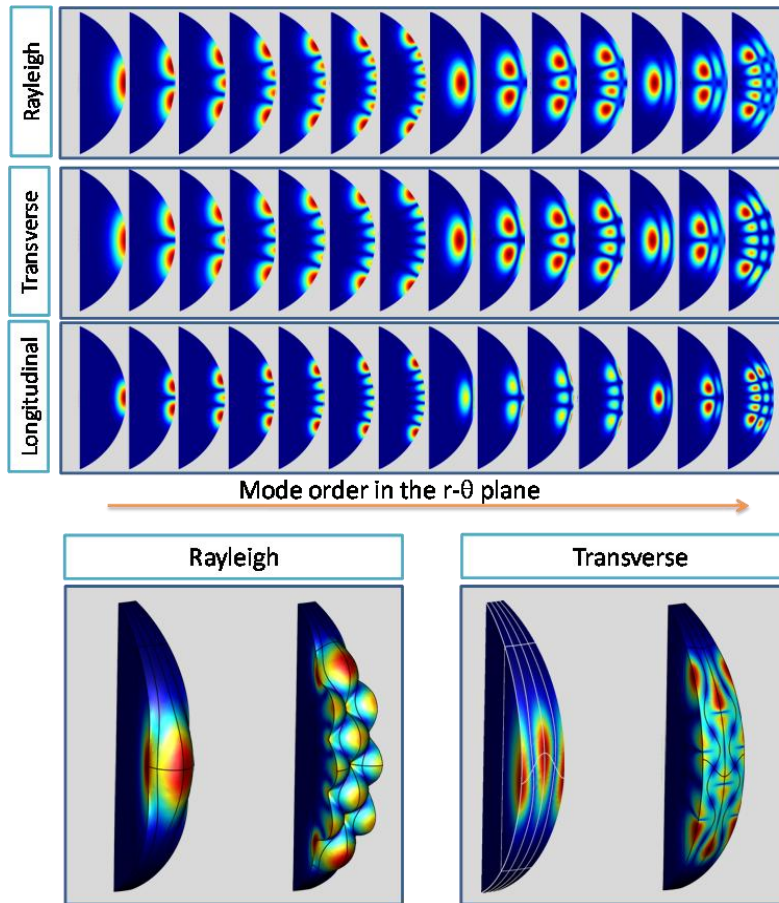 Rayleigh
Transverse
Longitudinal
Mode order in the r-θ plane
Rayleigh
Transverse